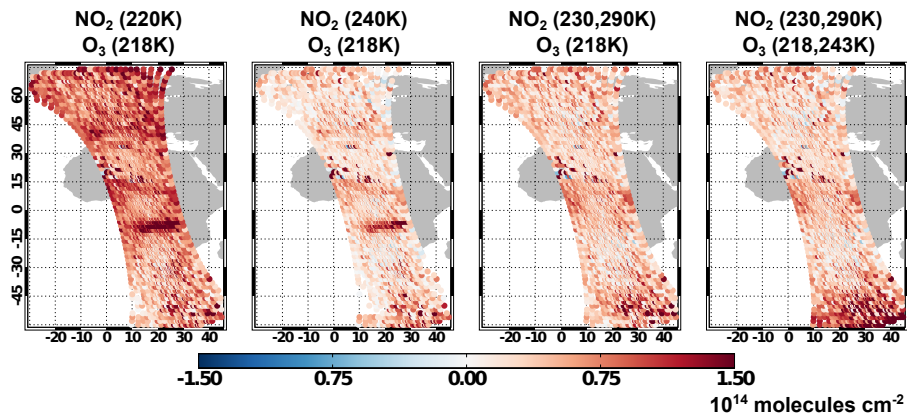 NO₂ (220K)
O₃ (218K)
NO₂ (240K)
O₃ (218K)
NO₂ (230,290K)
O₃ (218K)
NO₂ (230,290K)
O₃ (218,243K)
60
45
30
15
0
-15
-30
-45
-20 -10 0 10 20 30 40
-20 -10 0 10 20 30 40
-20 -10 0 10 20 30 40
-20 -10 0 10 20 30 40
-1.50 0.75 0.00 0.75 1.50
10¹⁴ molecules cm⁻²